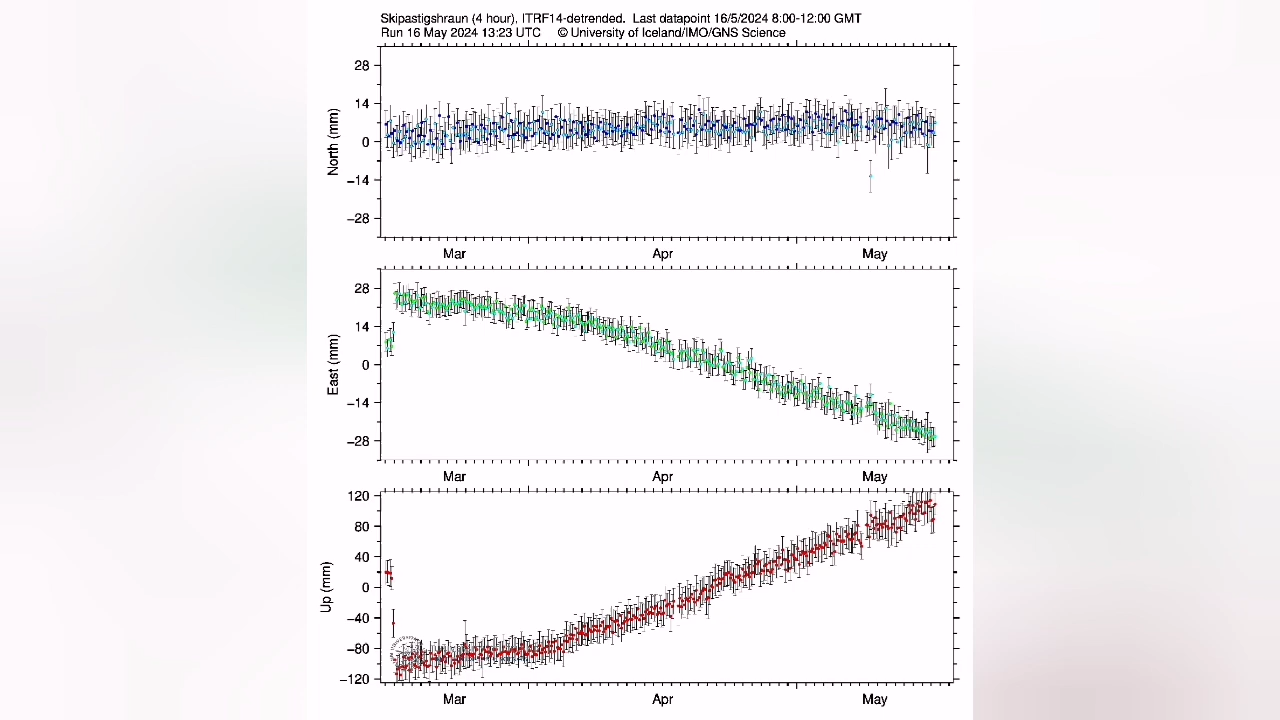 Skipastigshraun (4 hour), ITRF14-detrended. Last datapoint 16/5/2024 8:00-12:00 GMT
Run 16 May 2024 13:23 UTC © University of Iceland/IMO/GNS Science
28
14
0
−14
−28
North (mm)
Mar Apr May
28
14
0
−14
−28
East (mm)
Mar Apr May
120
80
40
0
−40
−80
−120
Up (mm)
Mar Apr May